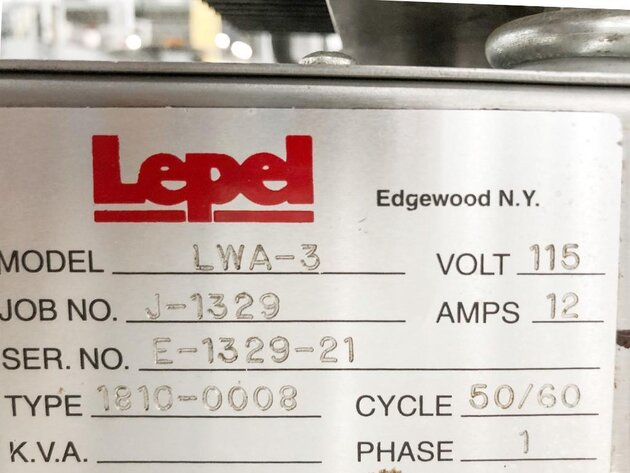 Lepel
Edgewood N.Y.
MODEL LWA-3 VOLT 115
JOB NO. J-1329 AMPS 12
SER. NO. E-1329-21
TYPE 1810-0008 CYCLE 50/60
K.V.A. PHASE 1